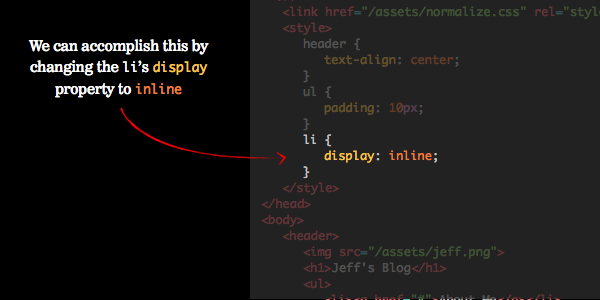 We can accomplish this by
changing the li's display
property to inline
<link href="/assets/normalize.css" rel="styl
<style>
header {
text-align: center;
}
ul {
padding: 10px;
}
li {
display: inline;
}
</style>
</head>
<body>
<header>
<img src="/assets/jeff.png">
<h1>Jeff's Blog</h1>
<ul>